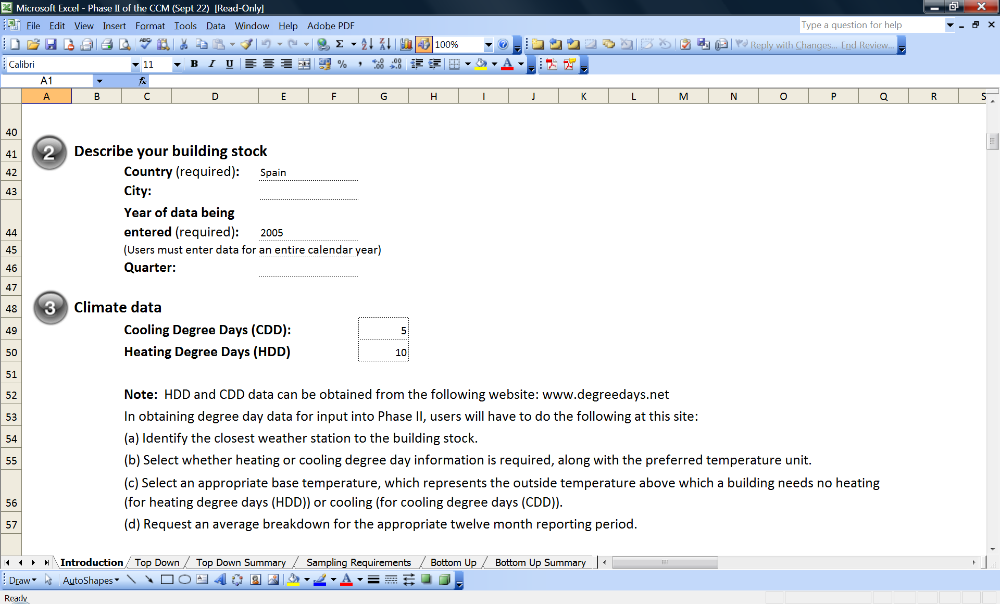 Microsoft Excel - Phase II of the CCM (Sept 22)  [Read-Only]
File Edit View Insert Format Tools Data Window Help Adobe PDF
Type a question for help
100%
Reply with Changes... End Review...
Calibri 11 B I U
A1 fx
A B C D E F G H I J K L M N O P Q R S
40
41 2 Describe your building stock
42 Country (required): Spain
43 City:
Year of data being
44 entered (required): 2005
45 (Users must enter data for an entire calendar year)
46 Quarter:
47
48 3 Climate data
49 Cooling Degree Days (CDD): 5
50 Heating Degree Days (HDD) 10
51
52 Note:  HDD and CDD data can be obtained from the following website: www.degreedays.net
53 In obtaining degree day data for input into Phase II, users will have to do the following at this site:
54 (a) Identify the closest weather station to the building stock.
55 (b) Select whether heating or cooling degree day information is required, along with the preferred temperature unit.
(c) Select an appropriate base temperature, which represents the outside temperature above which a building needs no heating
56 (for heating degree days (HDD)) or cooling (for cooling degree days (CDD)).
57 (d) Request an average breakdown for the appropriate twelve month reporting period.
Introduction Top Down Top Down Summary Sampling Requirements Bottom Up Bottom Up Summary
Draw AutoShapes
Ready